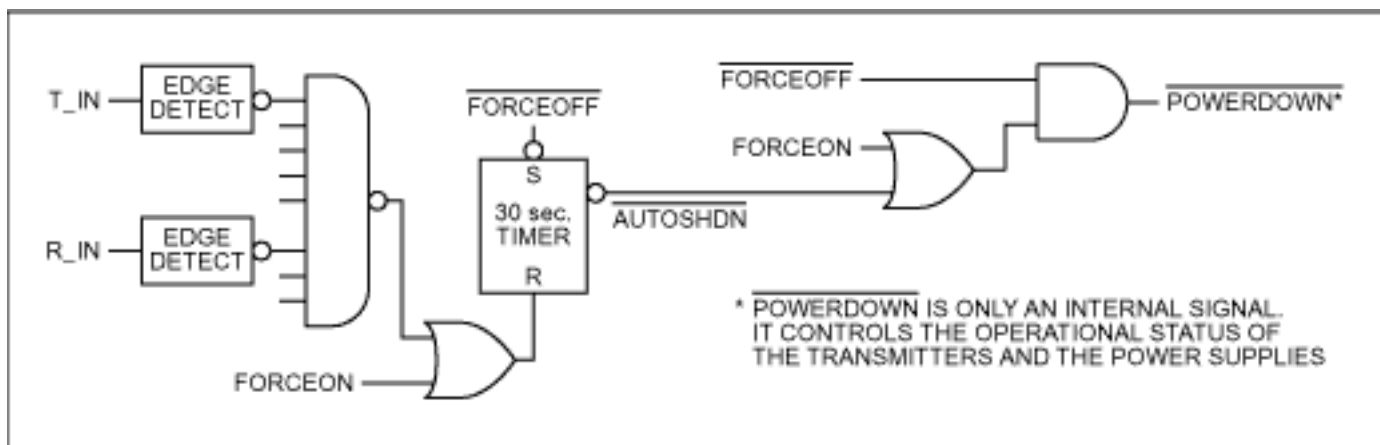 T_IN
EDGE
DETECT
R_IN
EDGE
DETECT
FORCEON
FORCEOFF
S
30 sec.
TIMER
R
AUTOSHDN
FORCEOFF
FORCEON
POWERDOWN*
* POWERDOWN IS ONLY AN INTERNAL SIGNAL.
IT CONTROLS THE OPERATIONAL STATUS OF
THE TRANSMITTERS AND THE POWER SUPPLIES